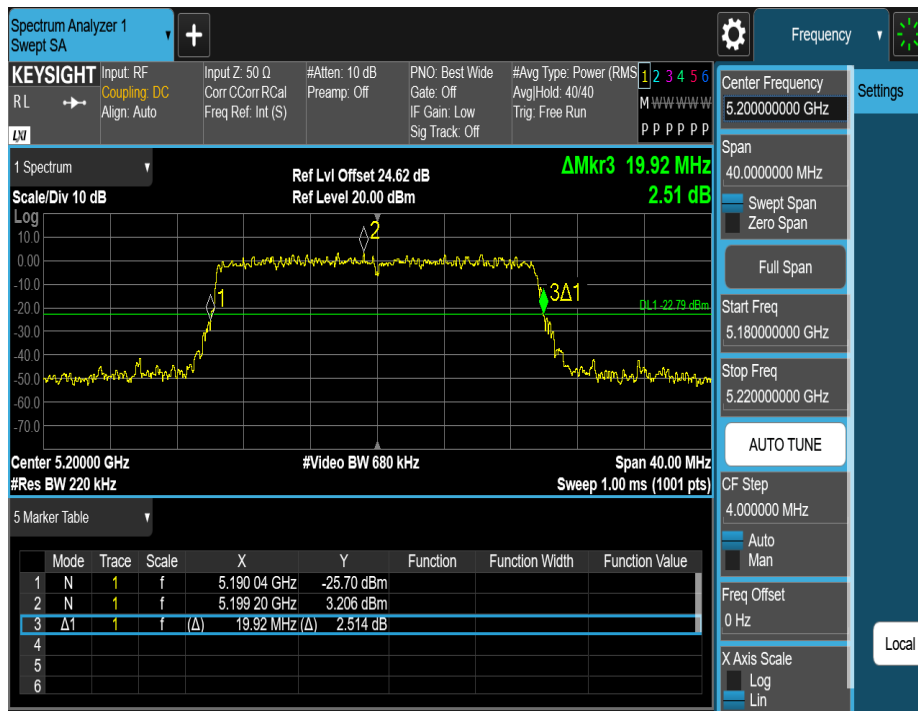 Spectrum Analyzer 1
Swept SA
Frequency
KEYSIGHT
RL
LXI
Input: RF
Coupling: DC
Align: Auto
Input Z: 50 Ω
Corr CCorr RCal
Freq Ref: Int (S)
#Atten: 10 dB
Preamp: Off
PNO: Best Wide
Gate: Off
IF Gain: Low
Sig Track: Off
#Avg Type: Power (RMS
Avg|Hold: 40/40
Trig: Free Run
1 2 3 4 5 6
M W W W W W
P P P P P P
1 Spectrum
Scale/Div 10 dB
Log
Ref Lvl Offset 24.62 dB
Ref Level 20.00 dBm
ΔMkr3 19.92 MHz
2.51 dB
10.0
0.00
-10.0
-20.0
-30.0
-40.0
-50.0
-60.0
-70.0
2
1
3Δ1
DL1 -22.79 dBm
Center 5.20000 GHz
#Video BW 680 kHz
Span 40.00 MHz
#Res BW 220 kHz
Sweep 1.00 ms (1001 pts)
5 Marker Table
Mode Trace Scale X Y Function Function Width Function Value
1 N 1 f 5.190 04 GHz -25.70 dBm
2 N 1 f 5.199 20 GHz 3.206 dBm
3 Δ1 1 f (Δ) 19.92 MHz (Δ) 2.514 dB
4
5
6
Center Frequency
5.200000000 GHz
Span
40.0000000 MHz
Swept Span
Zero Span
Full Span
Start Freq
5.180000000 GHz
Stop Freq
5.220000000 GHz
AUTO TUNE
CF Step
4.000000 MHz
Auto
Man
Freq Offset
0 Hz
X Axis Scale
Log
Lin
Settings
Local